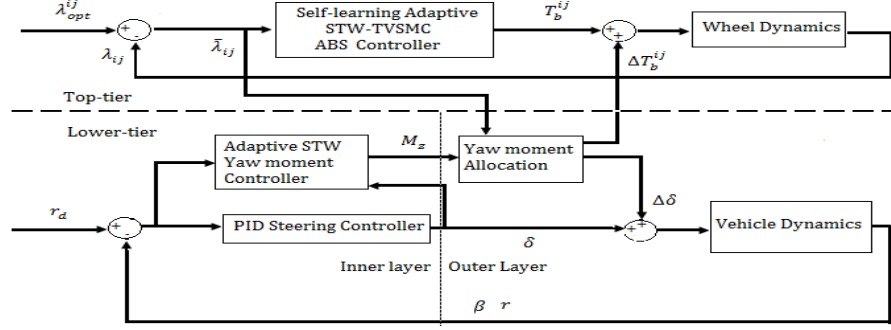 λ_opt^ij
+
-
λ_ij
λ̄_ij
Self-learning Adaptive
STW-TVSMC
ABS Controller
T_b^ij
+
+
ΔT_b^ij
Wheel Dynamics
Top-tier
Lower-tier
Adaptive STW
Yaw moment
Controller
M_z
Yaw moment
Allocation
r_d
+
-
PID Steering Controller
δ
Δδ
+
+
Vehicle Dynamics
Inner layer
Outer Layer
β r